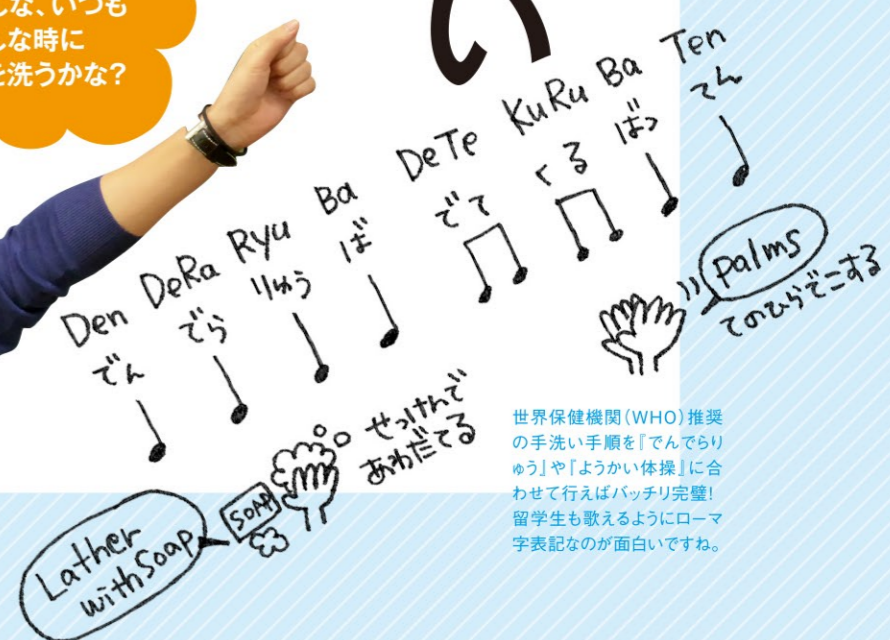 な、いつも
な時に
洗うかな?
の
Den DeRa Ryu Ba DeTe KuRu Ba Ten
でん でら りゅう ば でて くる ばっ てん
palms
てのひらでこする
SOAP
せっけんで
あわだてる
Lather
with Soap
世界保健機関(WHO)推奨
の手洗い手順を『でんでらり
ゅう』や『ようかい体操』に合
わせて行えばバッチリ完璧!
留学生も歌えるようにローマ
字表記なのが面白いですね。